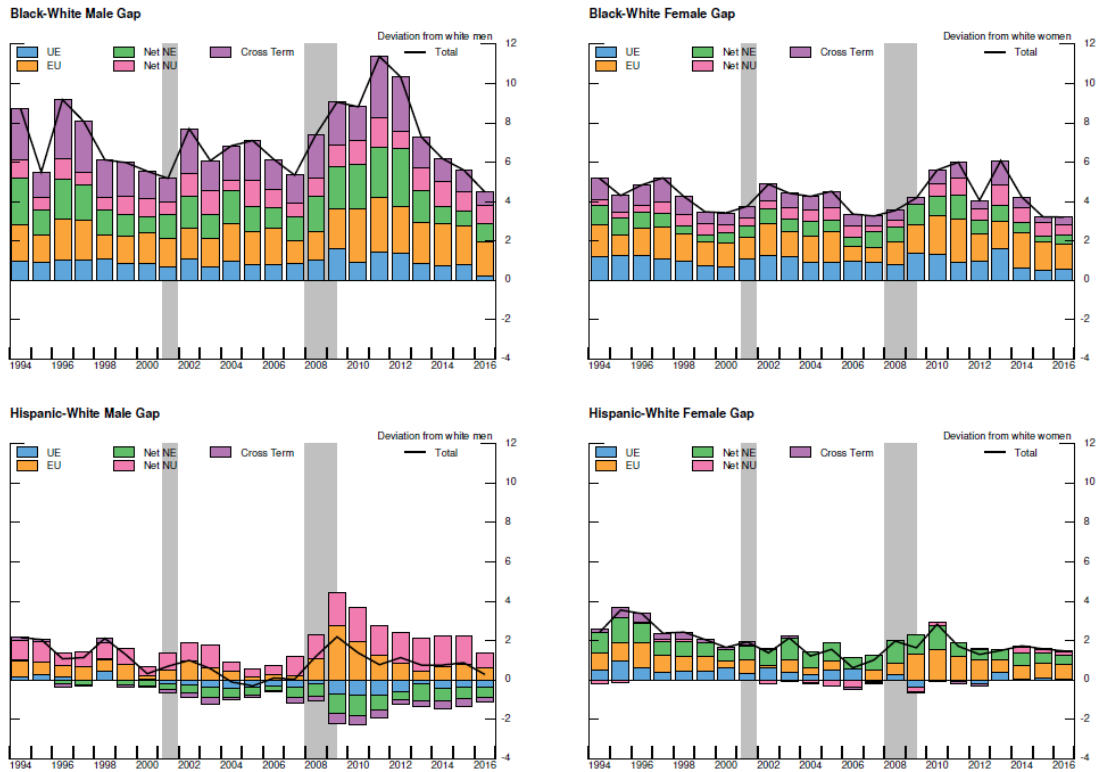 Black-White Male Gap
Deviation from white men
UE Net NE Cross Term Total
EU Net NU
12
10
8
6
4
2
0
-2
-4
1994 1996 1998 2000 2002 2004 2006 2008 2010 2012 2014 2016
Black-White Female Gap
Deviation from white women
UE Net NE Cross Term Total
EU Net NU
12
10
8
6
4
2
0
-2
-4
1994 1996 1998 2000 2002 2004 2006 2008 2010 2012 2014 2016
Hispanic-White Male Gap
Deviation from white men
UE Net NE Cross Term Total
EU Net NU
12
10
8
6
4
2
0
-2
-4
1994 1996 1998 2000 2002 2004 2006 2008 2010 2012 2014 2016
Hispanic-White Female Gap
Deviation from white women
UE Net NE Cross Term Total
EU Net NU
12
10
8
6
4
2
0
-2
-4
1994 1996 1998 2000 2002 2004 2006 2008 2010 2012 2014 2016